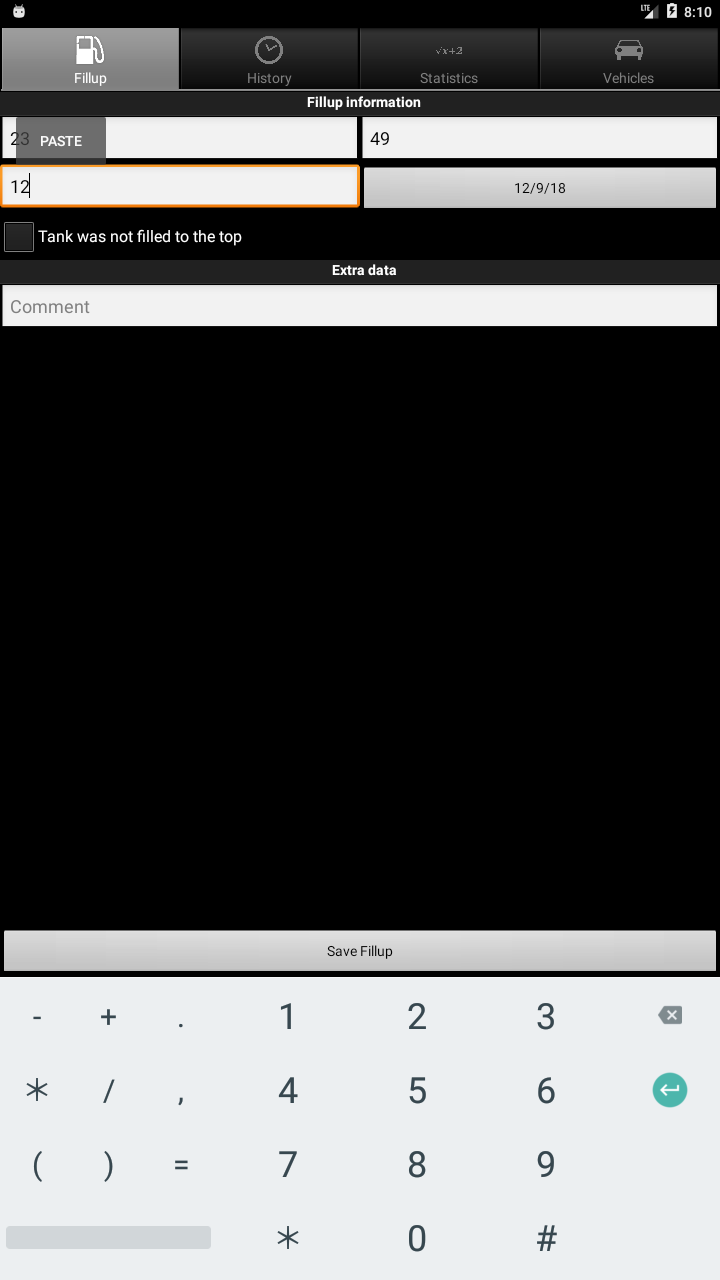 LTE 8:10
Fillup
History
√x+2 Statistics
Vehicles
Fillup information
23 PASTE
49
12
12/9/18
Tank was not filled to the top
Extra data
Comment
Save Fillup
- + . 1 2 3
* / , 4 5 6
( ) = 7 8 9
* 0 #